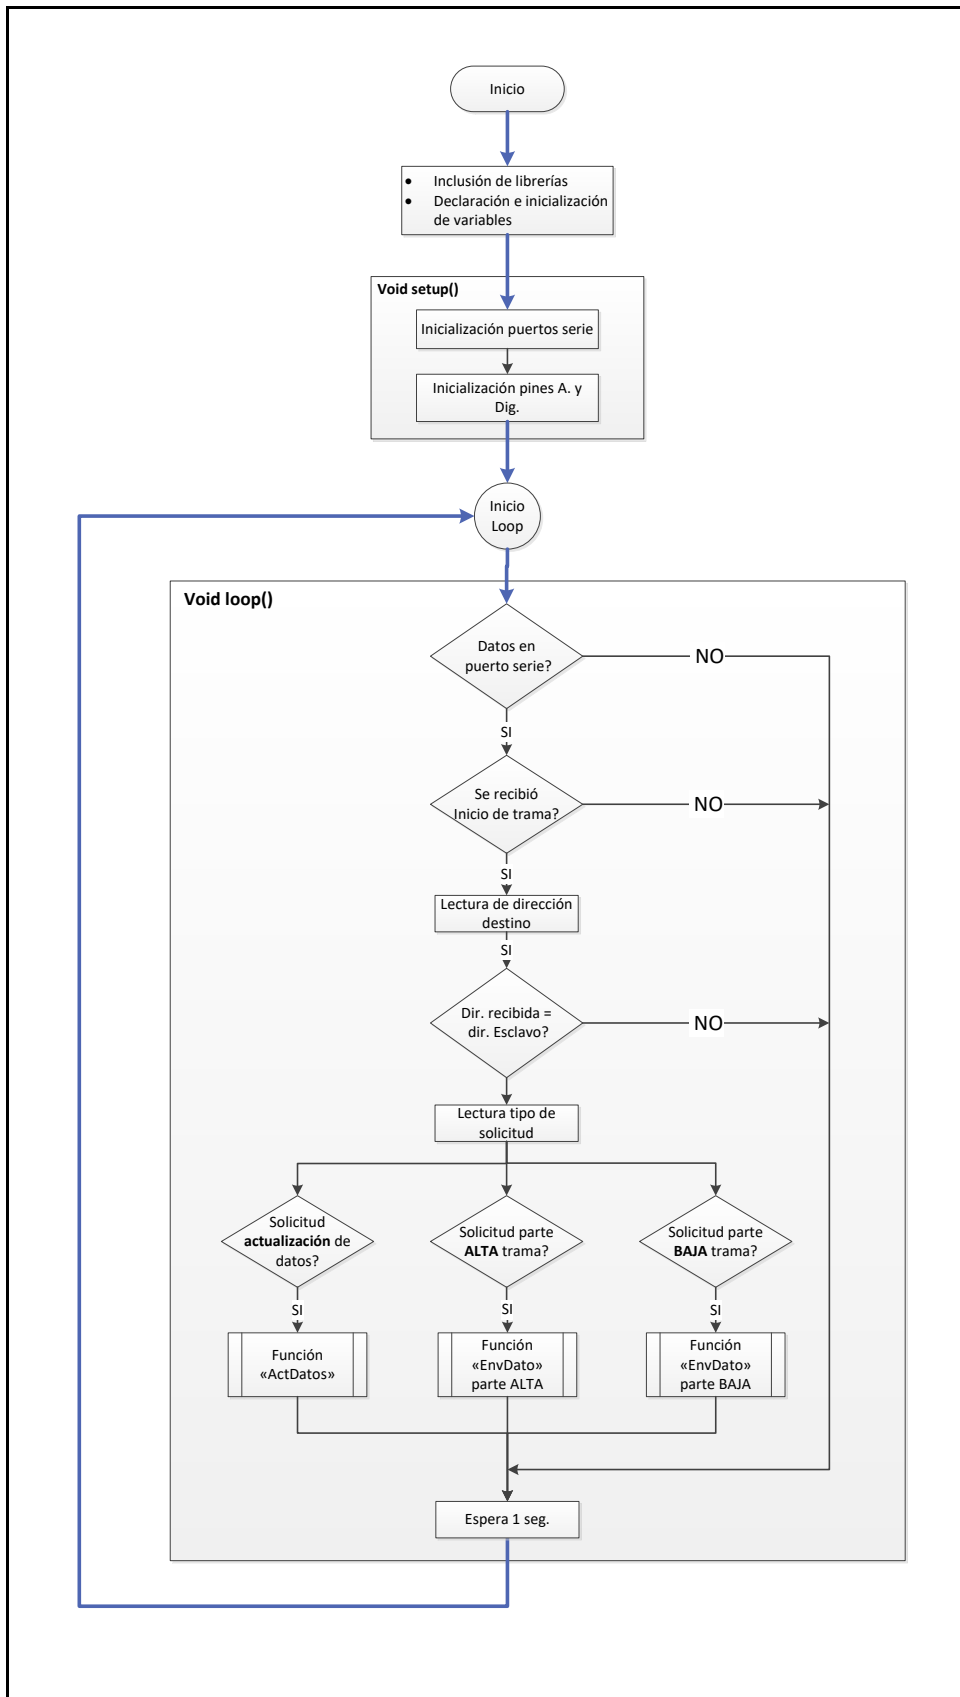 Inicio
• Inclusión de librerías
• Declaración e inicialización
de variables
Void setup()
Inicialización puertos serie
Inicialización pines A. y
Dig.
Inicio
Loop
Void loop()
Datos en
puerto serie?
NO
SI
Se recibió
Inicio de trama?
NO
SI
Lectura de dirección
destino
SI
Dir. recibida =
dir. Esclavo?
NO
Lectura tipo de
solicitud
Solicitud
actualización de
datos?
Solicitud parte
ALTA trama?
Solicitud parte
BAJA trama?
SI
SI
SI
Función
«ActDatos»
Función
«EnvDato»
parte ALTA
Función
«EnvDato»
parte BAJA
Espera 1 seg.